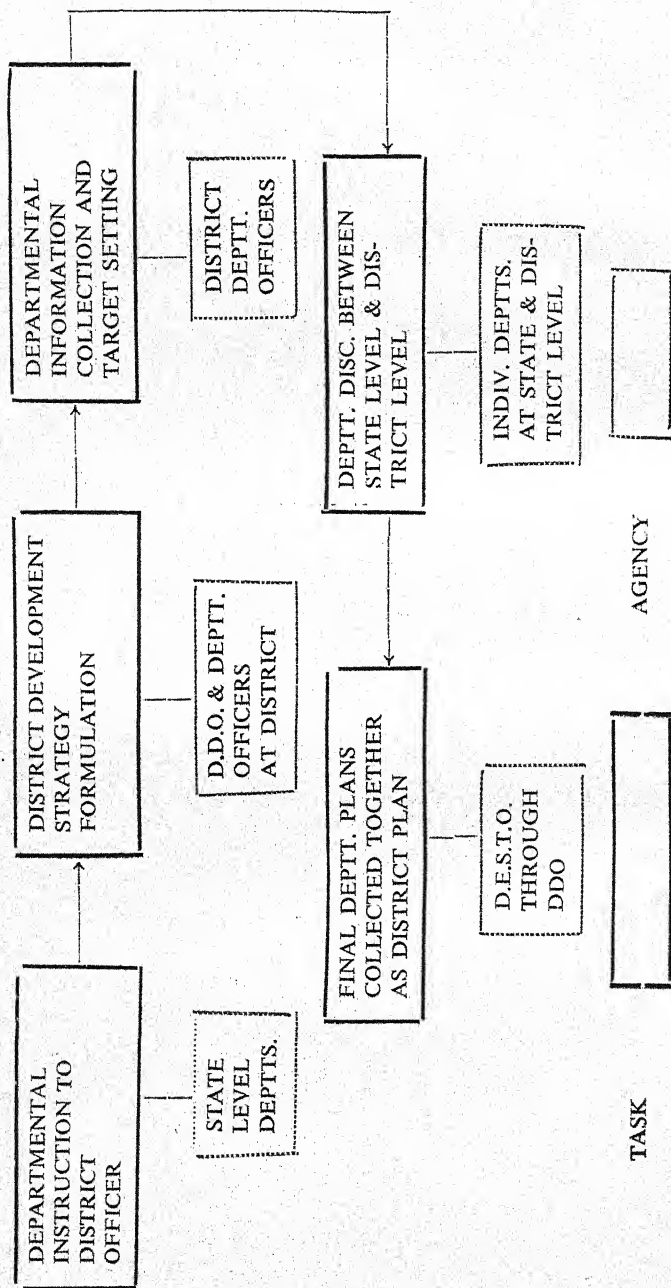 DEPARTMENTAL
INSTRUCTION TO
DISTRICT
OFFICER
STATE
LEVEL
DEPTTS.
DISTRICT DEVELOPMENT
STRATEGY
FORMULATION
D.D.O. & DEPTT.
OFFICERS
AT DISTRICT
DEPARTMENTAL
INFORMATION
COLLECTION AND
TARGET SETTING
DISTRICT
DEPTT.
OFFICERS
DEPTT. DISC. BETWEEN
STATE LEVEL & DIS-
TRICT LEVEL
INDIV. DEPTTS.
AT STATE & DIS-
TRICT LEVEL
FINAL DEPTT. PLANS
COLLECTED TOGETHER
AS DISTRICT PLAN
D.E.S.T.O.
THROUGH
DDO
TASK
AGENCY